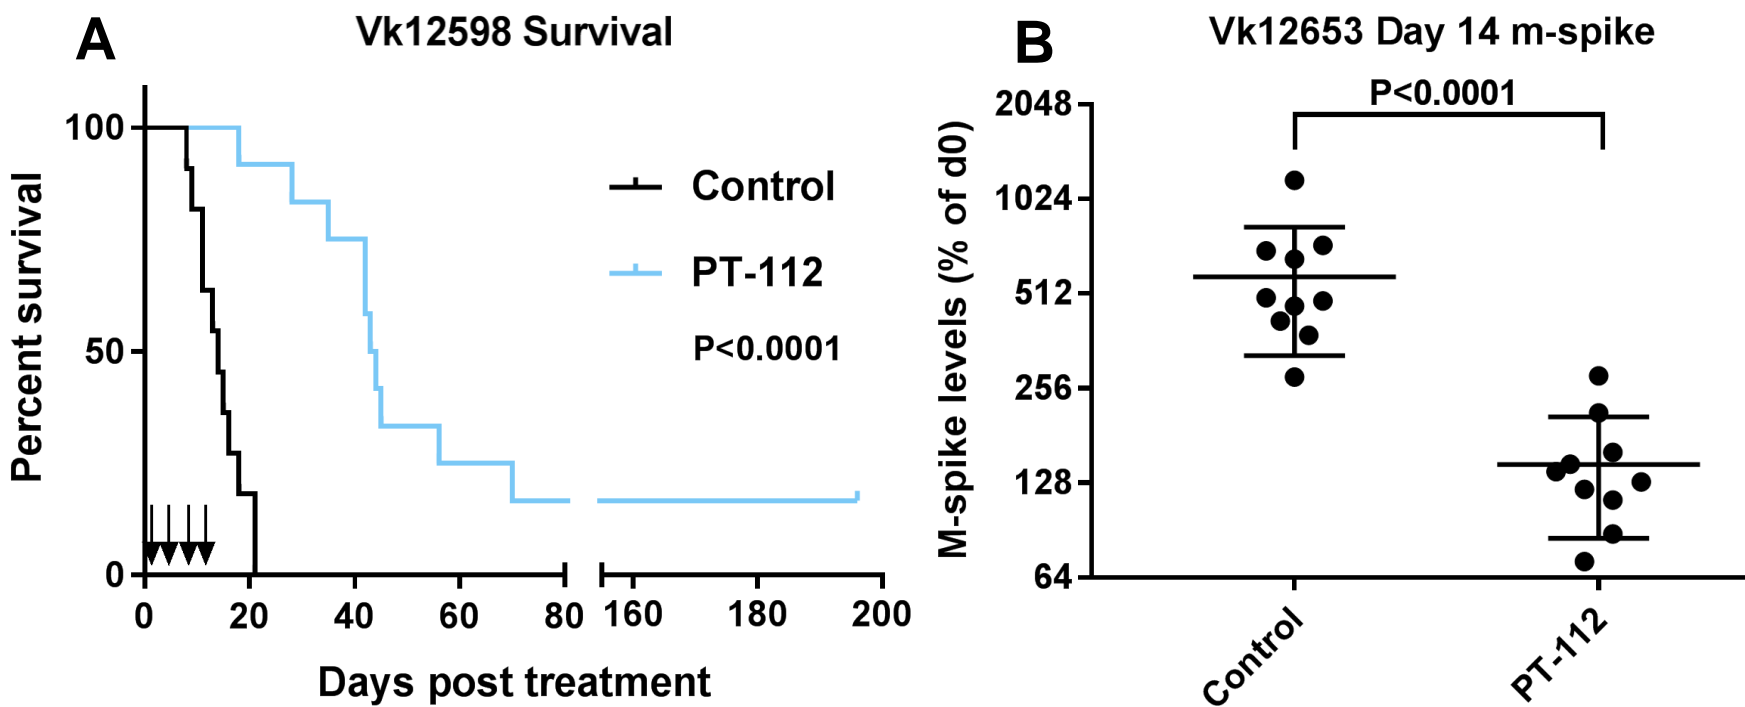 A
Vk12598 Survival
Percent survival
100
50
0
Control
PT-112
P<0.0001
0 20 40 60 80 160 180 200
Days post treatment
B
Vk12653 Day 14 m-spike
P<0.0001
M-spike levels (% of d0)
2048
1024
512
256
128
64
Control
PT-112